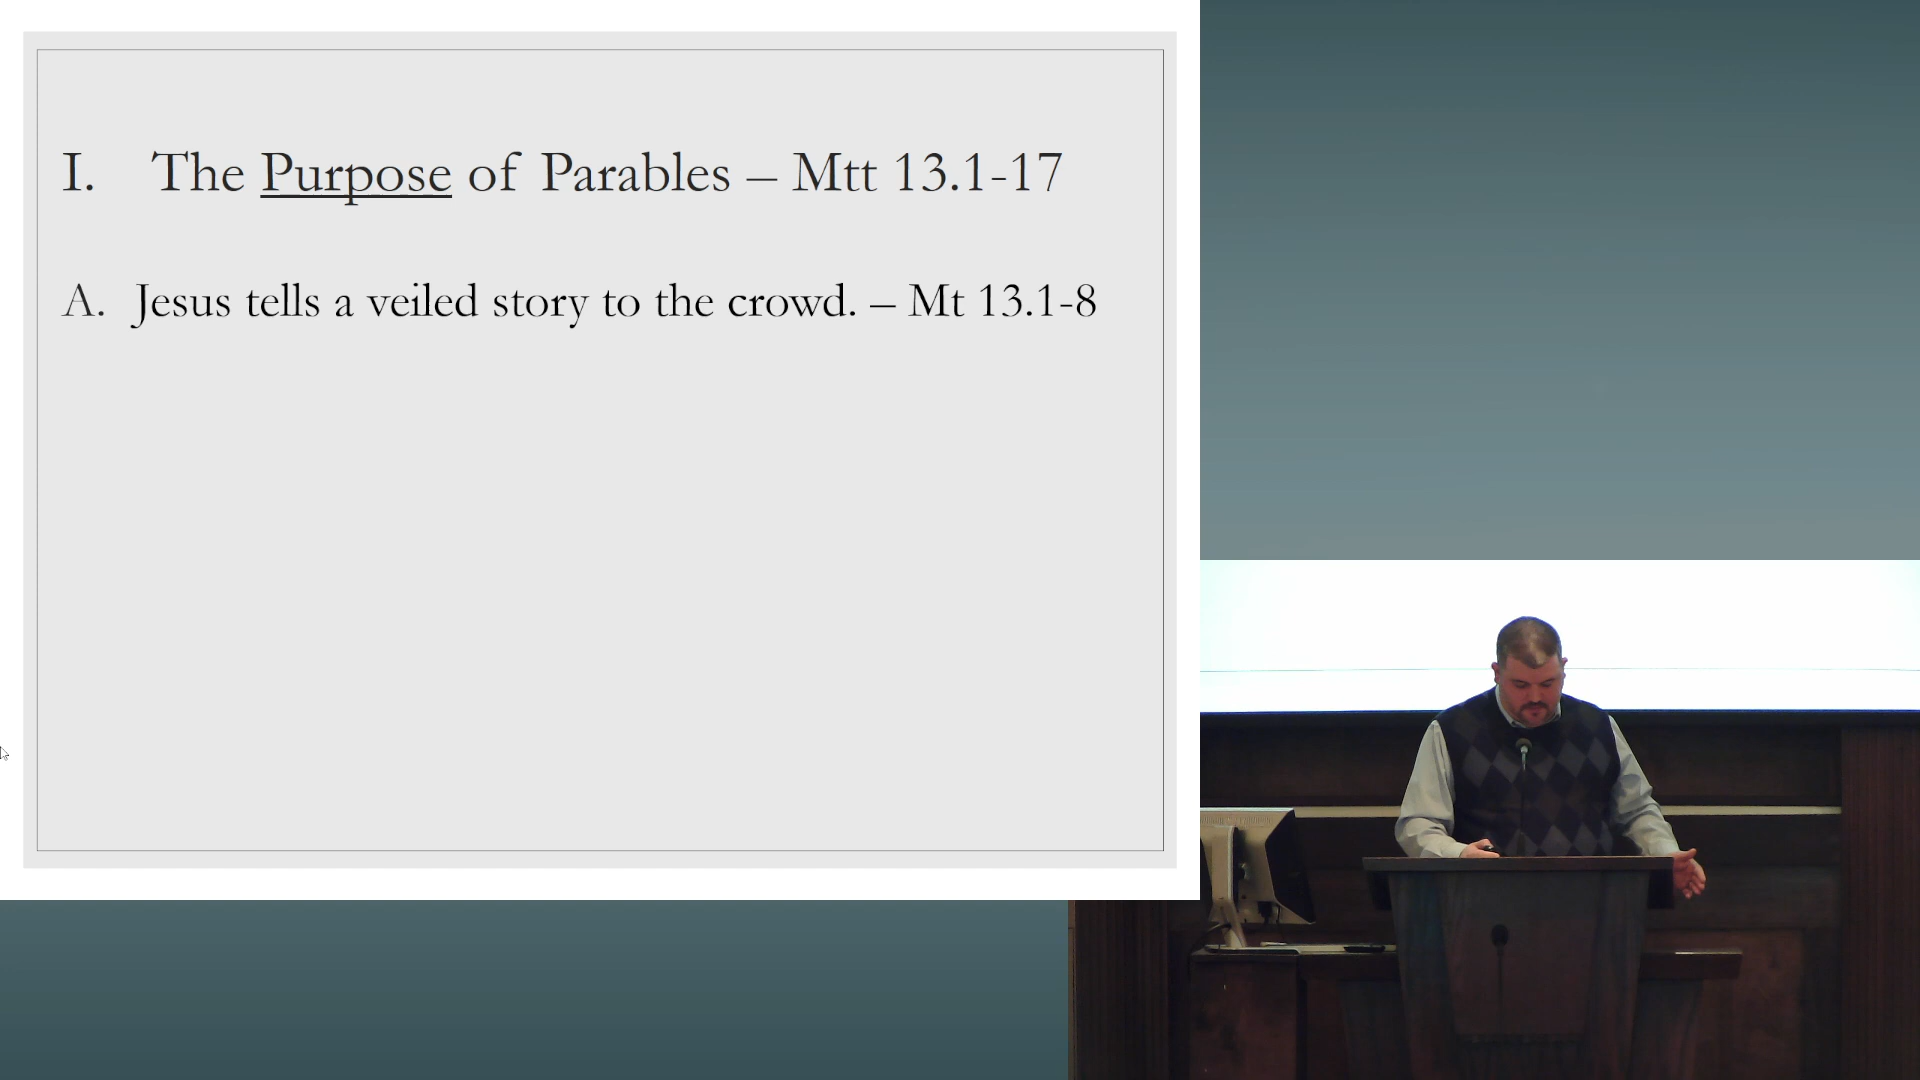 I. The Purpose of Parables – Mtt 13.1-17
A. Jesus tells a veiled story to the crowd. – Mt 13.1-8